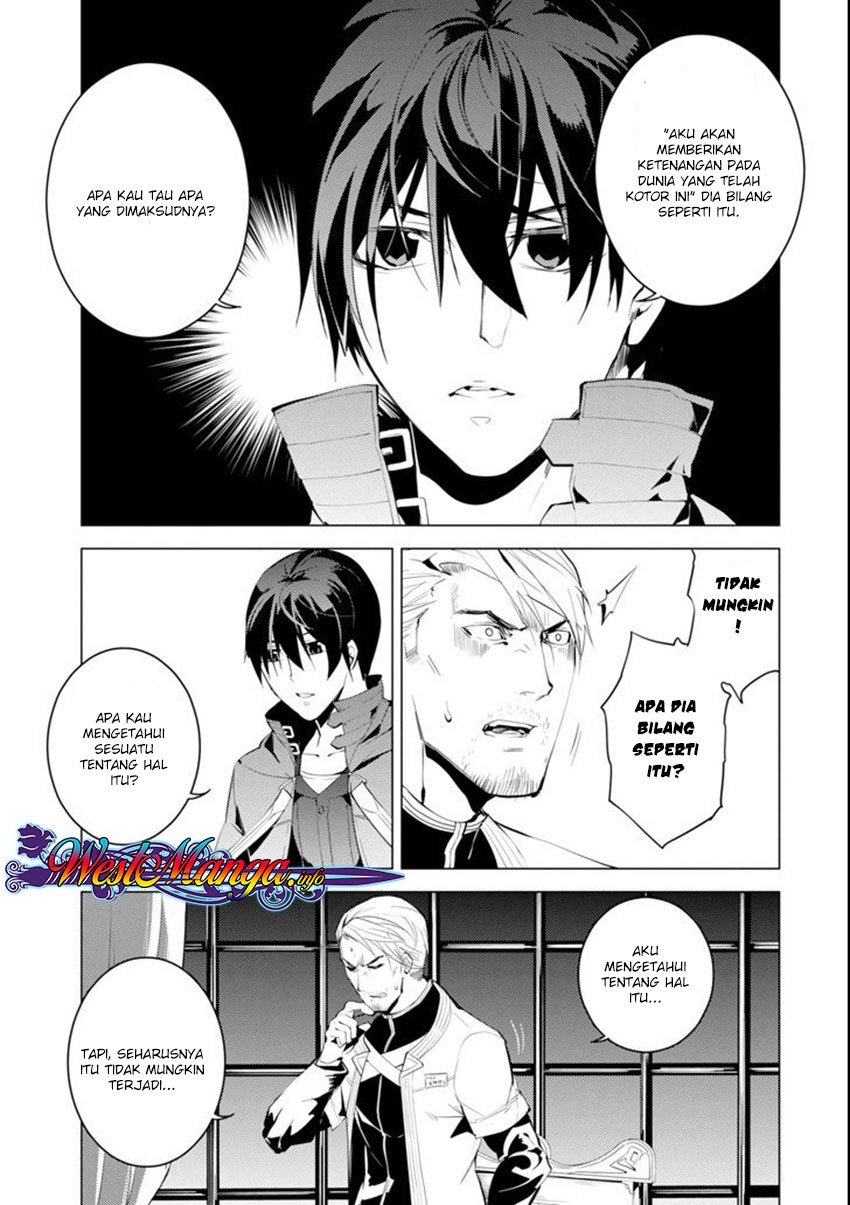 "AKU AKAN
MEMBERIKAN
KETENANGAN PADA
DUNIA YANG TELAH
KOTOR INI" DIA BILANG
SEPERTI ITU.
APA KAU TAU APA
YANG DIMAKSUDNYA?
TIDAK
MUNGKIN
!
APA DIA
BILANG
SEPERTI
ITU?
APA KAU
MENGETAHUI
SESUATU
TENTANG HAL
ITU?
WestManga.info
AKU
MENGETAHUI
TENTANG HAL
ITU...
TAPI, SEHARUSNYA
ITU TIDAK MUNGKIN
TERJADI...